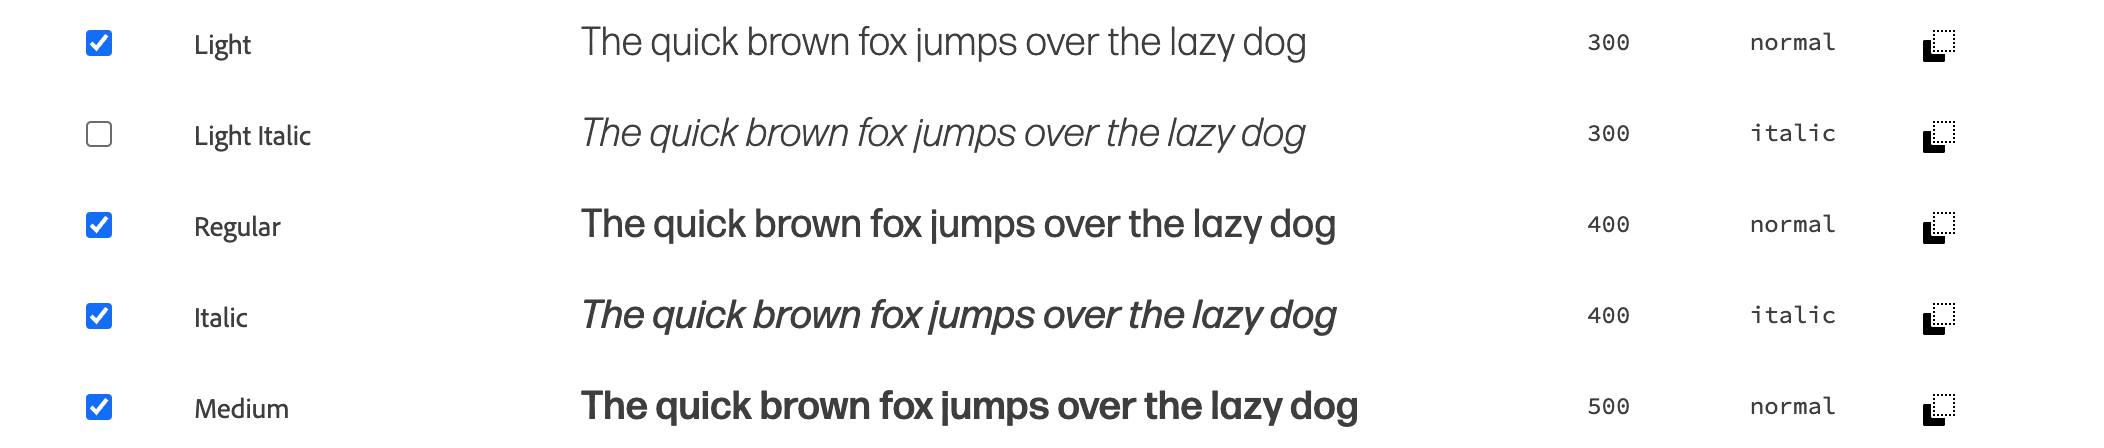 Light The quick brown fox jumps over the lazy dog 300 normal
Light Italic The quick brown fox jumps over the lazy dog 300 italic
Regular The quick brown fox jumps over the lazy dog 400 normal
Italic The quick brown fox jumps over the lazy dog 400 italic
Medium The quick brown fox jumps over the lazy dog 500 normal